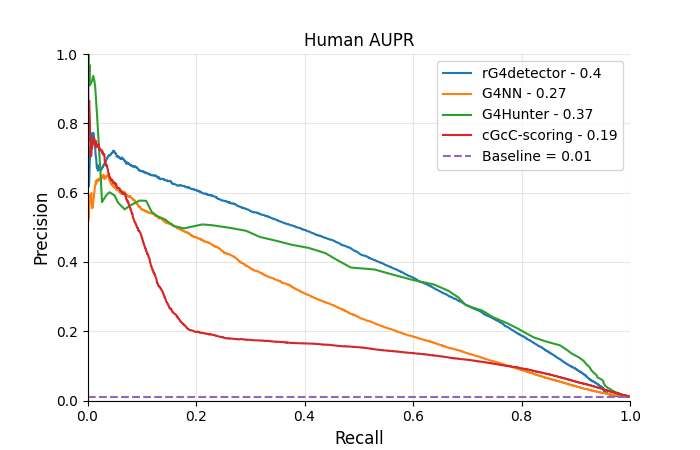 Human AUPR
1.0
0.8
0.6
0.4
0.2
0.0
Precision
rG4detector - 0.4
G4NN - 0.27
G4Hunter - 0.37
cGcC-scoring - 0.19
Baseline = 0.01
0.0 0.2 0.4 0.6 0.8 1.0
Recall